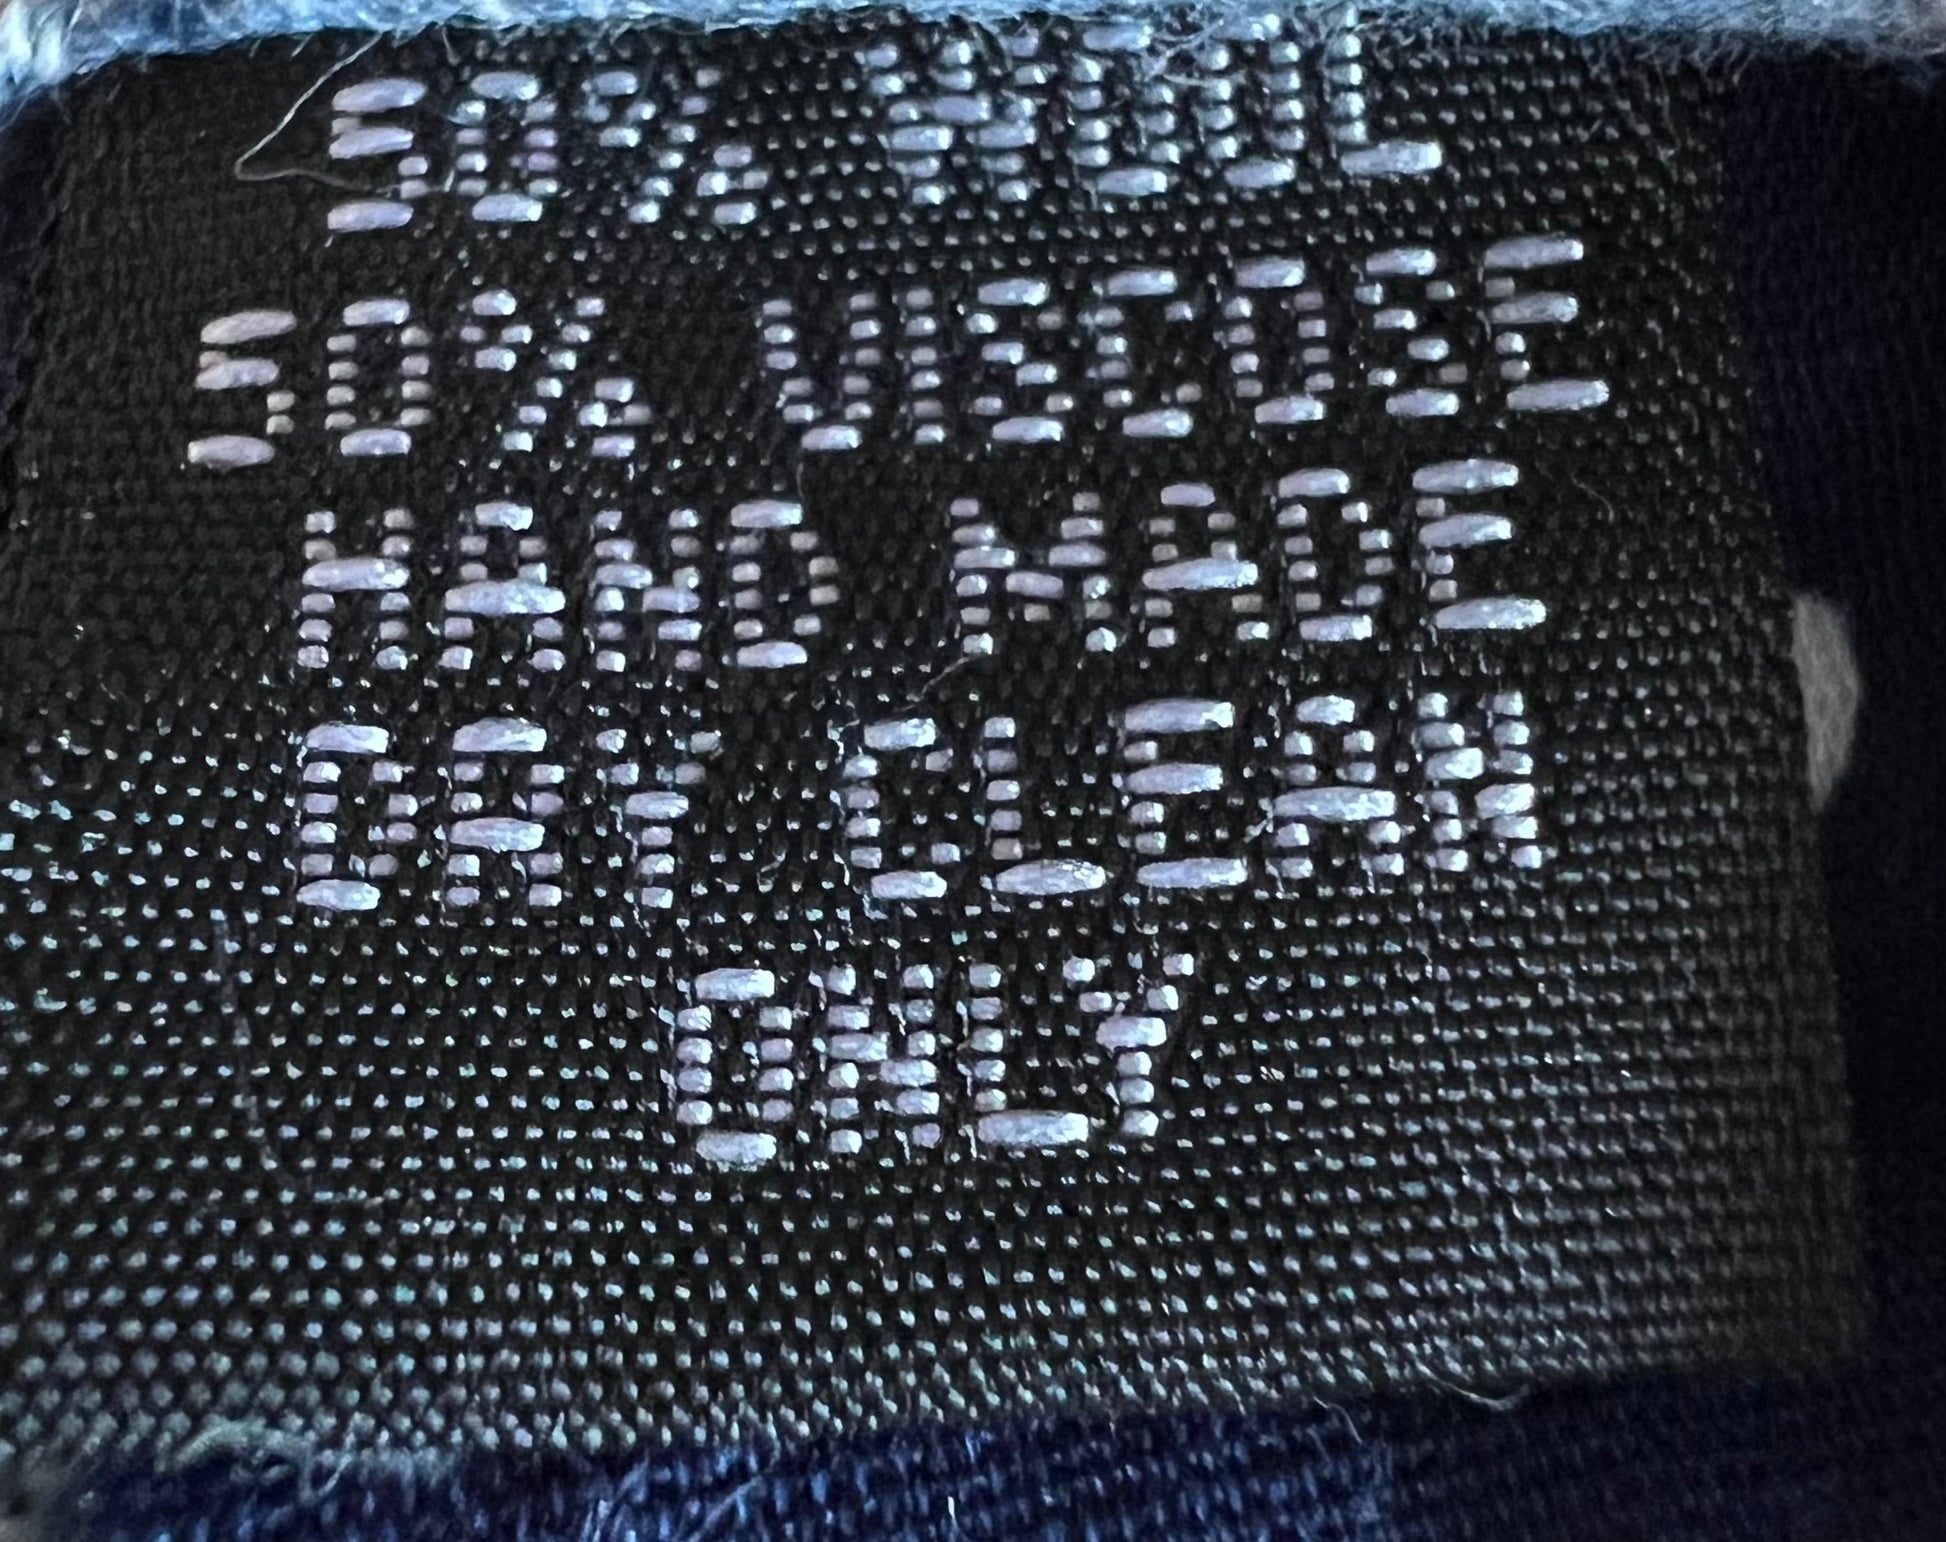 50% WOOL
50% VISCOSE
HAND MADE
DRY CLEAN
ONLY